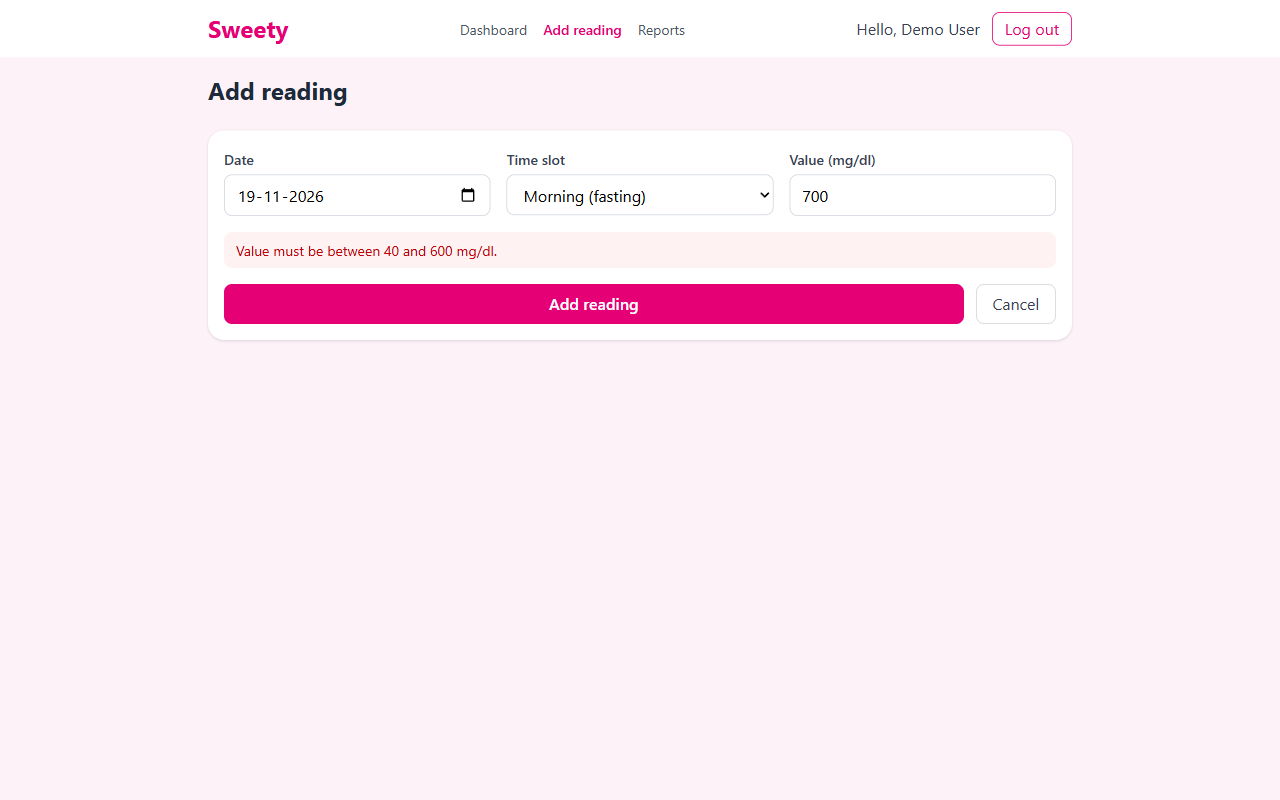 Sweety
Dashboard Add reading Reports
Hello, Demo User Log out
Add reading
Date Time slot Value (mg/dl)
19-11-2026 Morning (fasting) 700
Value must be between 40 and 600 mg/dl.
Add reading Cancel